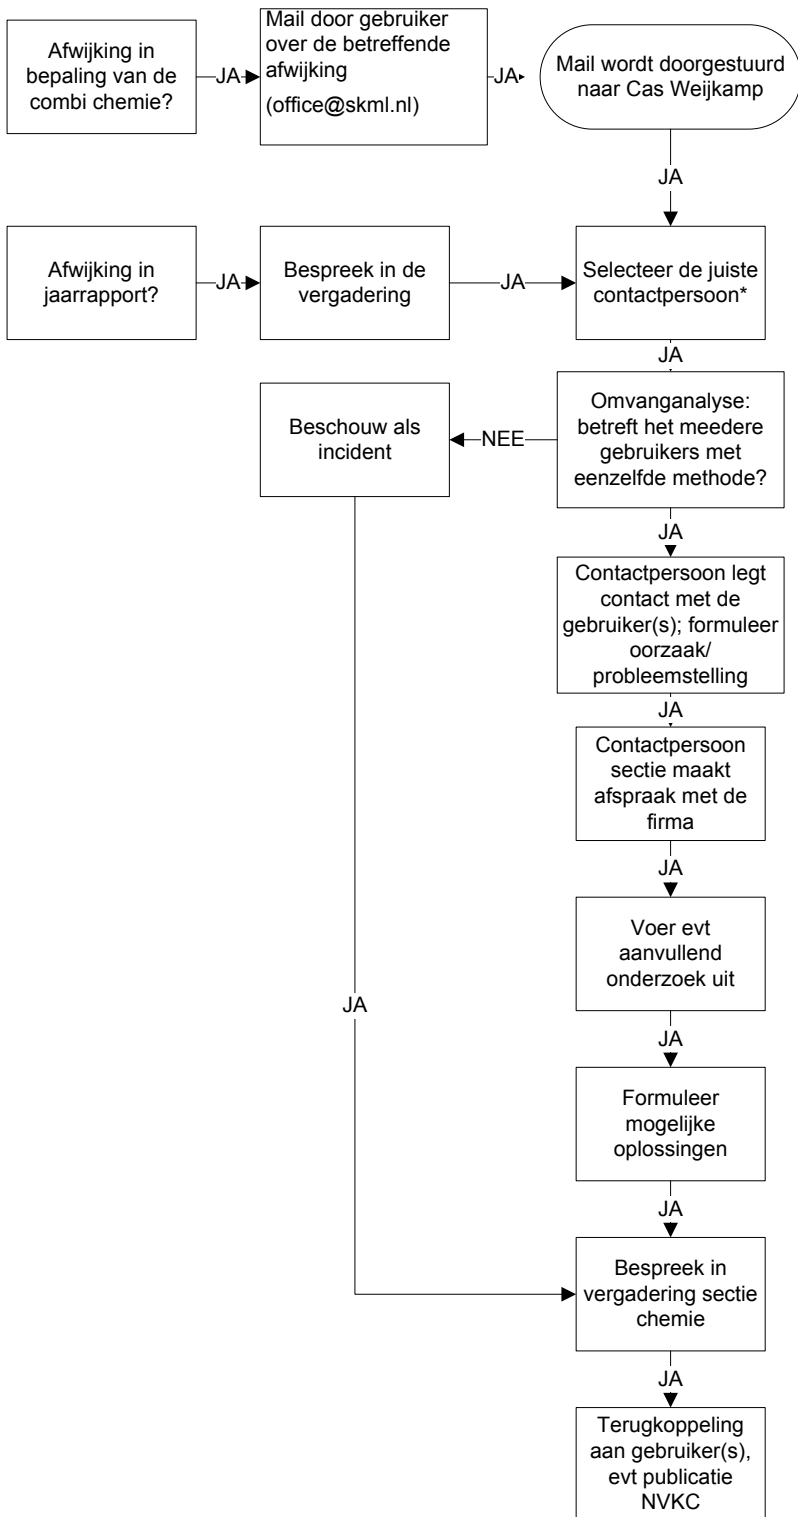 Afwijking in
bepaling van de
combi chemie?
JA
Mail door gebruiker
over de betreffende
afwijking
(office@skml.nl)
JA
Mail wordt doorgestuurd
naar Cas Weijkamp
JA
Afwijking in
jaarrapport?
JA
Bespreek in de
vergadering
JA
Selecteer de juiste
contactpersoon*
JA
Omvanganalyse:
betreft het meedere
gebruikers met
eenzelfde methode?
NEE
Beschouw als
incident
JA
Contactpersoon legt
contact met de
gebruiker(s); formuleer
oorzaak/
probleemstelling
JA
Contactpersoon
sectie maakt
afspraak met de
firma
JA
Voer evt
aanvullend
onderzoek uit
JA
JA
Formuleer
mogelijke
oplossingen
JA
Bespreek in
vergadering sectie
chemie
JA
Terugkoppeling
aan gebruiker(s),
evt publicatie
NVKC